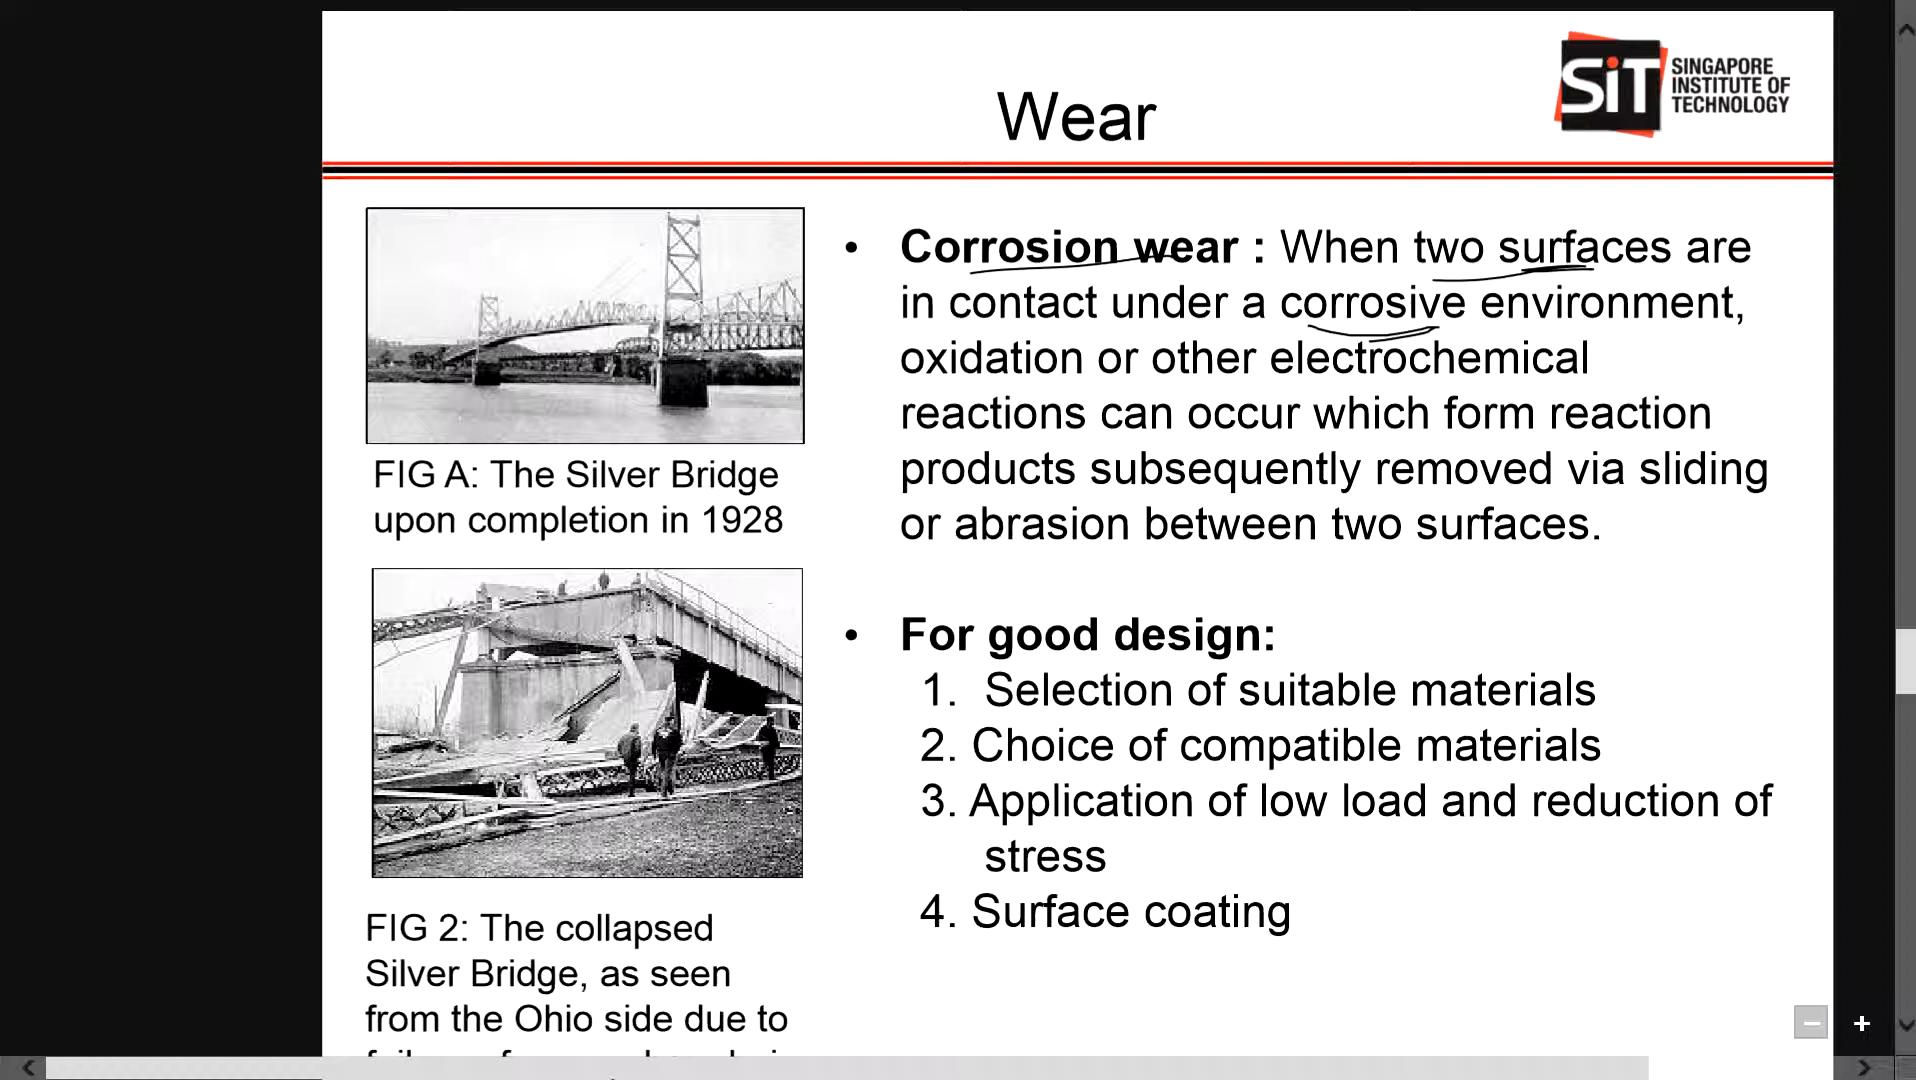 Wear
SiT
SINGAPORE
INSTITUTE OF
TECHNOLOGY
FIG A: The Silver Bridge
upon completion in 1928
FIG 2: The collapsed
Silver Bridge, as seen
from the Ohio side due to
• Corrosion wear : When two surfaces are
in contact under a corrosive environment,
oxidation or other electrochemical
reactions can occur which form reaction
products subsequently removed via sliding
or abrasion between two surfaces.
• For good design:
1. Selection of suitable materials
2. Choice of compatible materials
3. Application of low load and reduction of
stress
4. Surface coating